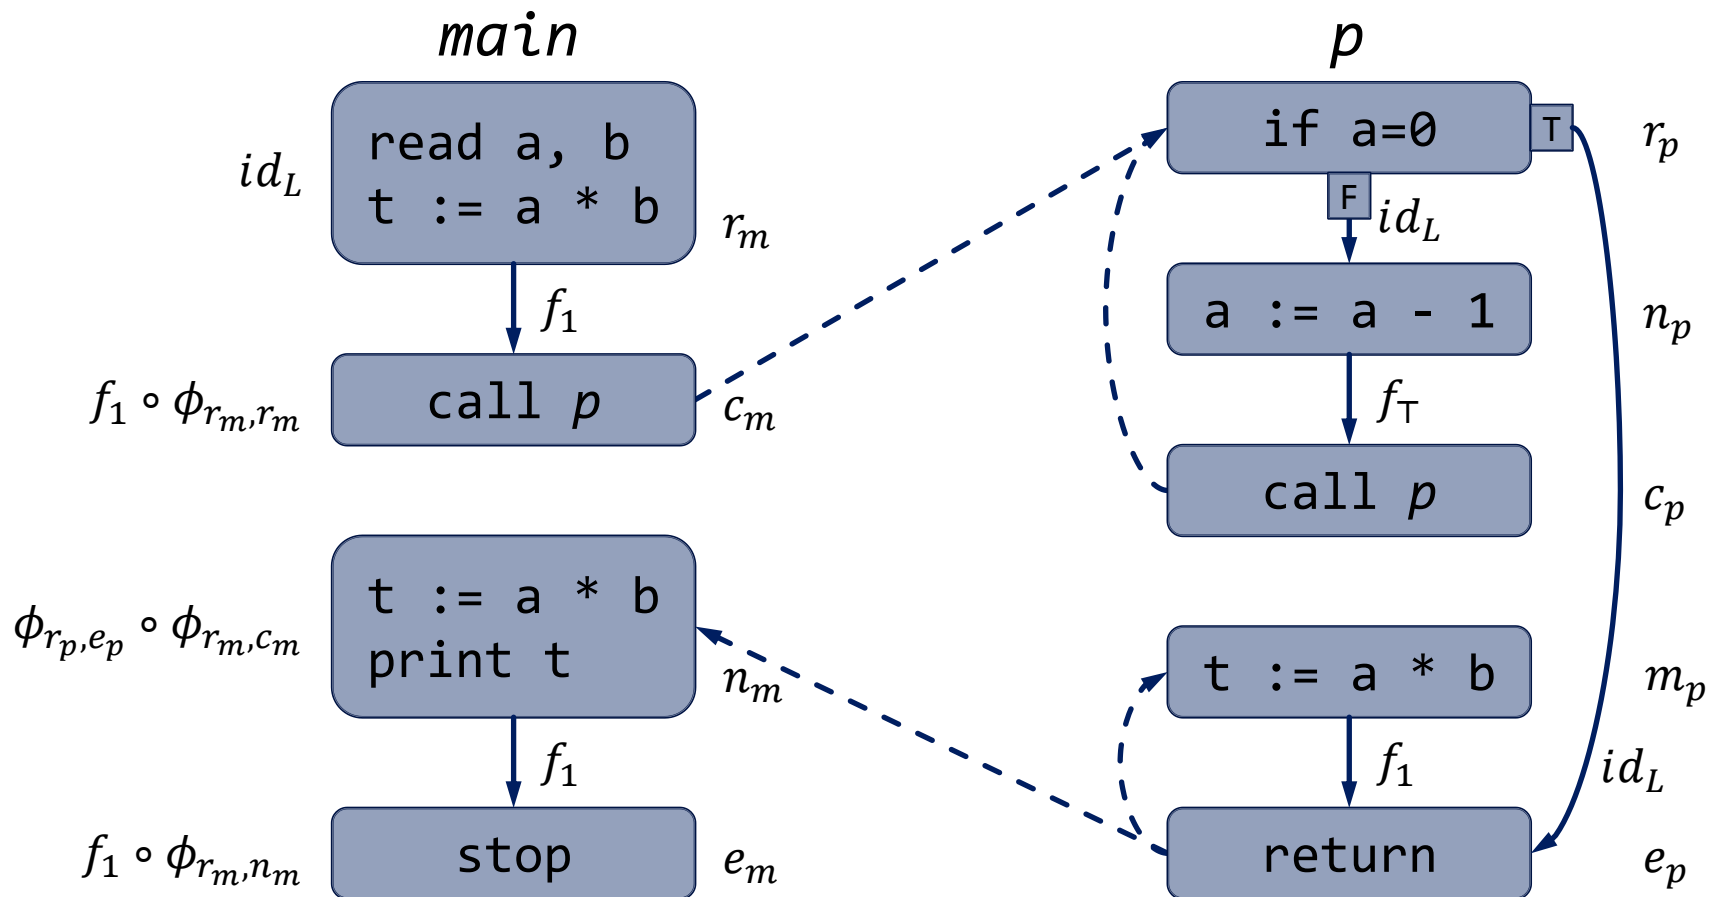 main
p
id_L
read a, b
t := a * b
r_m
f_1
f_1 ∘ ϕ_{r_m,r_m}
call p
c_m
ϕ_{r_p,e_p} ∘ ϕ_{r_m,c_m}
t := a * b
print t
n_m
f_1
f_1 ∘ ϕ_{r_m,n_m}
stop
e_m
if a=0
T
r_p
F
id_L
a := a - 1
n_p
f_⊤
call p
c_p
t := a * b
m_p
f_1
id_L
return
e_p